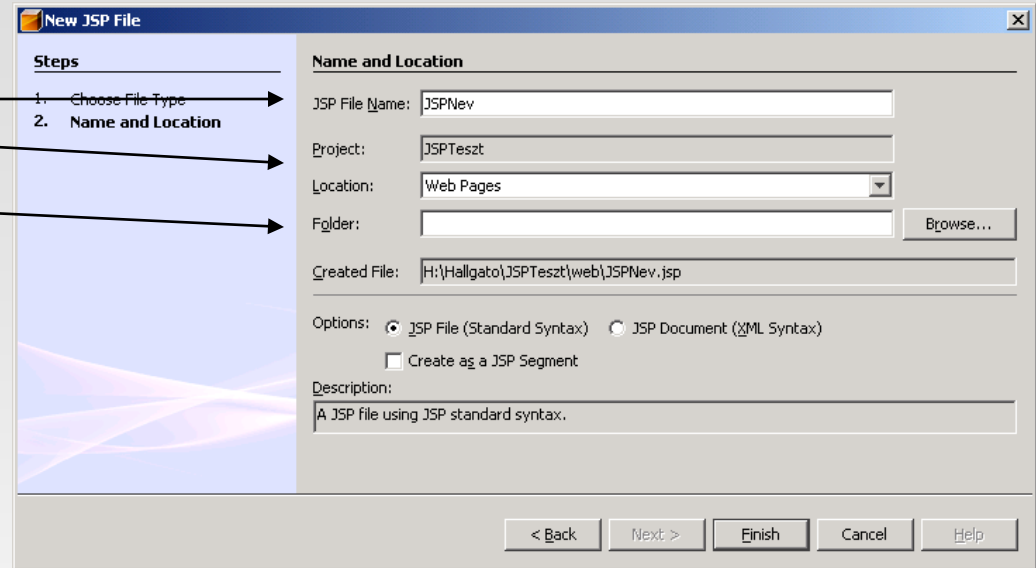 New JSP File
Steps
1. Choose File Type
2. Name and Location
Name and Location
JSP File Name: JSPNev
Project: JSPTeszt
Location: Web Pages
Folder: Browse...
Created File: H:\Hallgato\JSPTeszt\web\JSPNev.jsp
Options: JSP File (Standard Syntax) JSP Document (XML Syntax)
Create as a JSP Segment
Description:
A JSP file using JSP standard syntax.
< Back Next > Finish Cancel Help